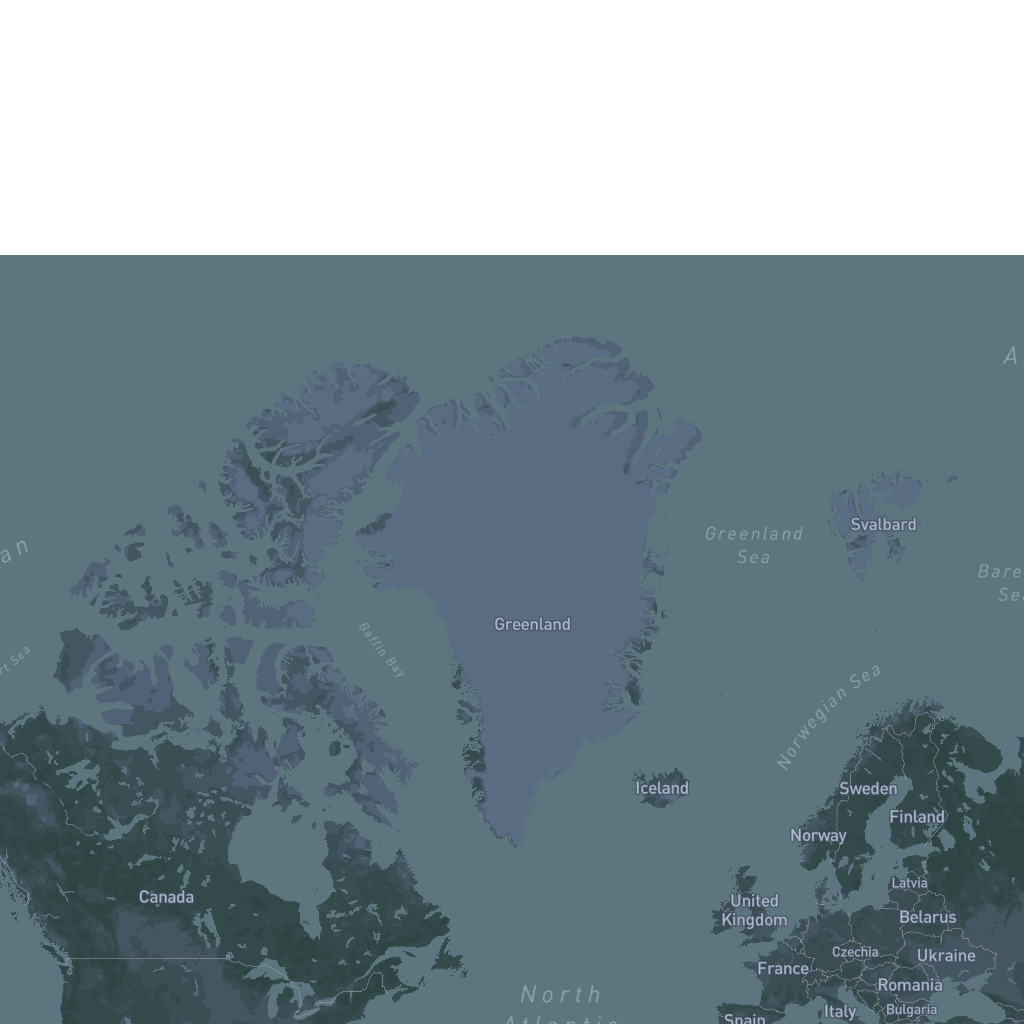 A
an
Greenland
Sea
Svalbard
Bare
Se
rt Sea
Baffin Bay
Greenland
Norwegian Sea
Iceland
Sweden
Finland
Norway
Canada
Latvia
United
Kingdom
Belarus
Czechia
Ukraine
France
Romania
North
Atlantic
Italy
Bulgaria
Spain